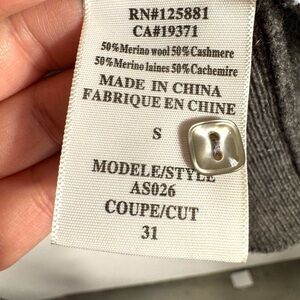 RN#125881
CA#19371
50%Merino wool 50%Cashmere
50%Merino laines 50%Cachemire
MADE IN CHINA
FABRIQUE EN CHINE
S
MODELE/STYLE
AS026
COUPE/CUT
31